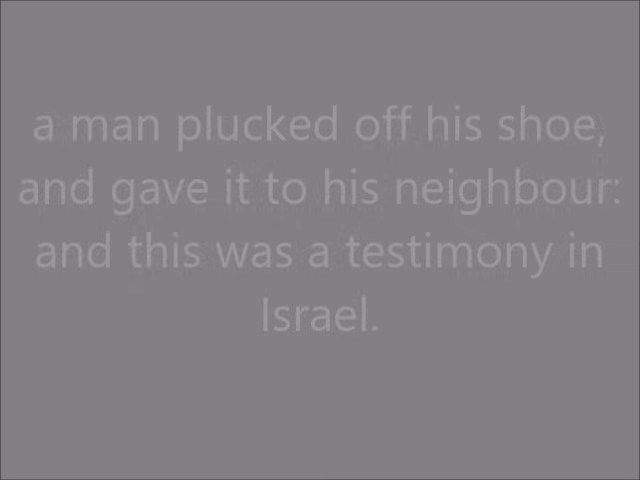 a man plucked off his shoe,
and gave it to his neighbour:
and this was a testimony in
Israel.